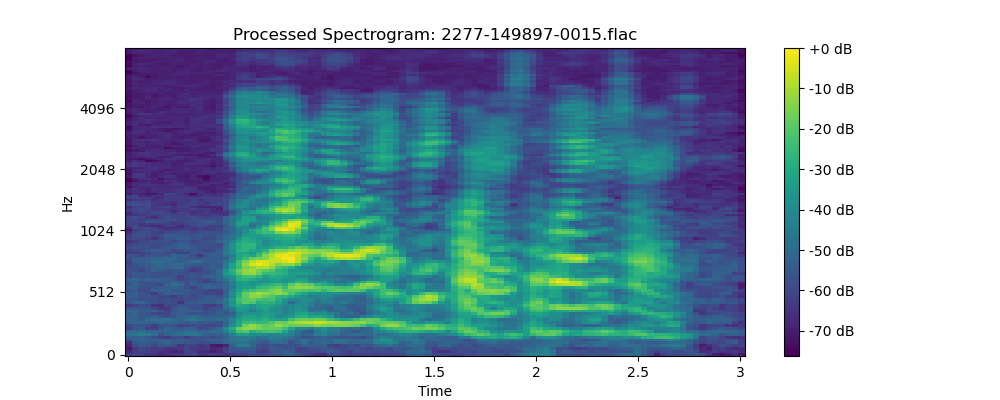 Processed Spectrogram: 2277-149897-0015.flac
Hz
4096
2048
1024
512
0
0 0.5 1 1.5 2 2.5 3
Time
+0 dB
-10 dB
-20 dB
-30 dB
-40 dB
-50 dB
-60 dB
-70 dB